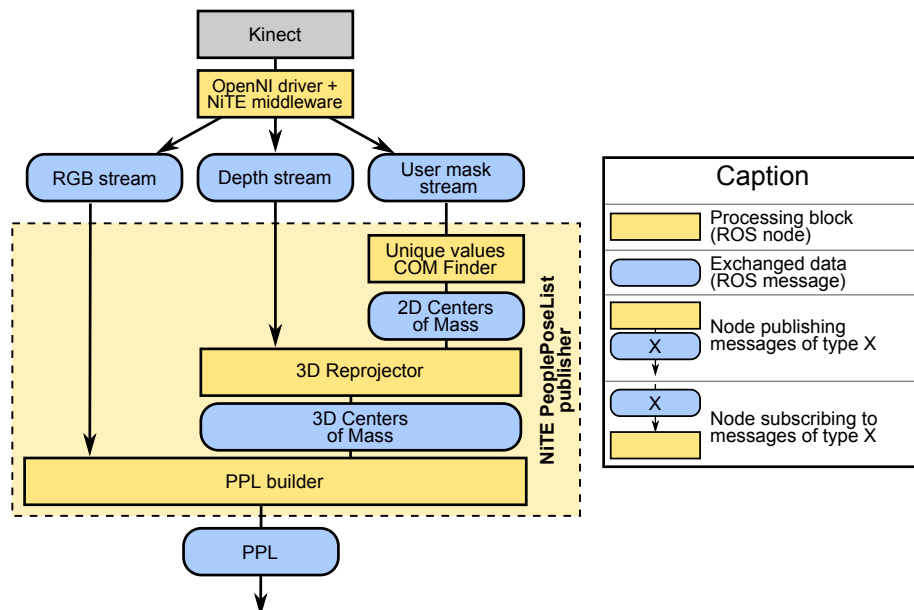 Kinect
OpenNI driver +
NiTE middleware
RGB stream
Depth stream
User mask
stream
Unique values
COM Finder
2D Centers
of Mass
3D Reprojector
3D Centers
of Mass
PPL builder
NiTE PeoplePoseList
publisher
PPL
Caption
Processing block
(ROS node)
Exchanged data
(ROS message)
X
Node publishing
messages of type X
X
Node subscribing to
messages of type X